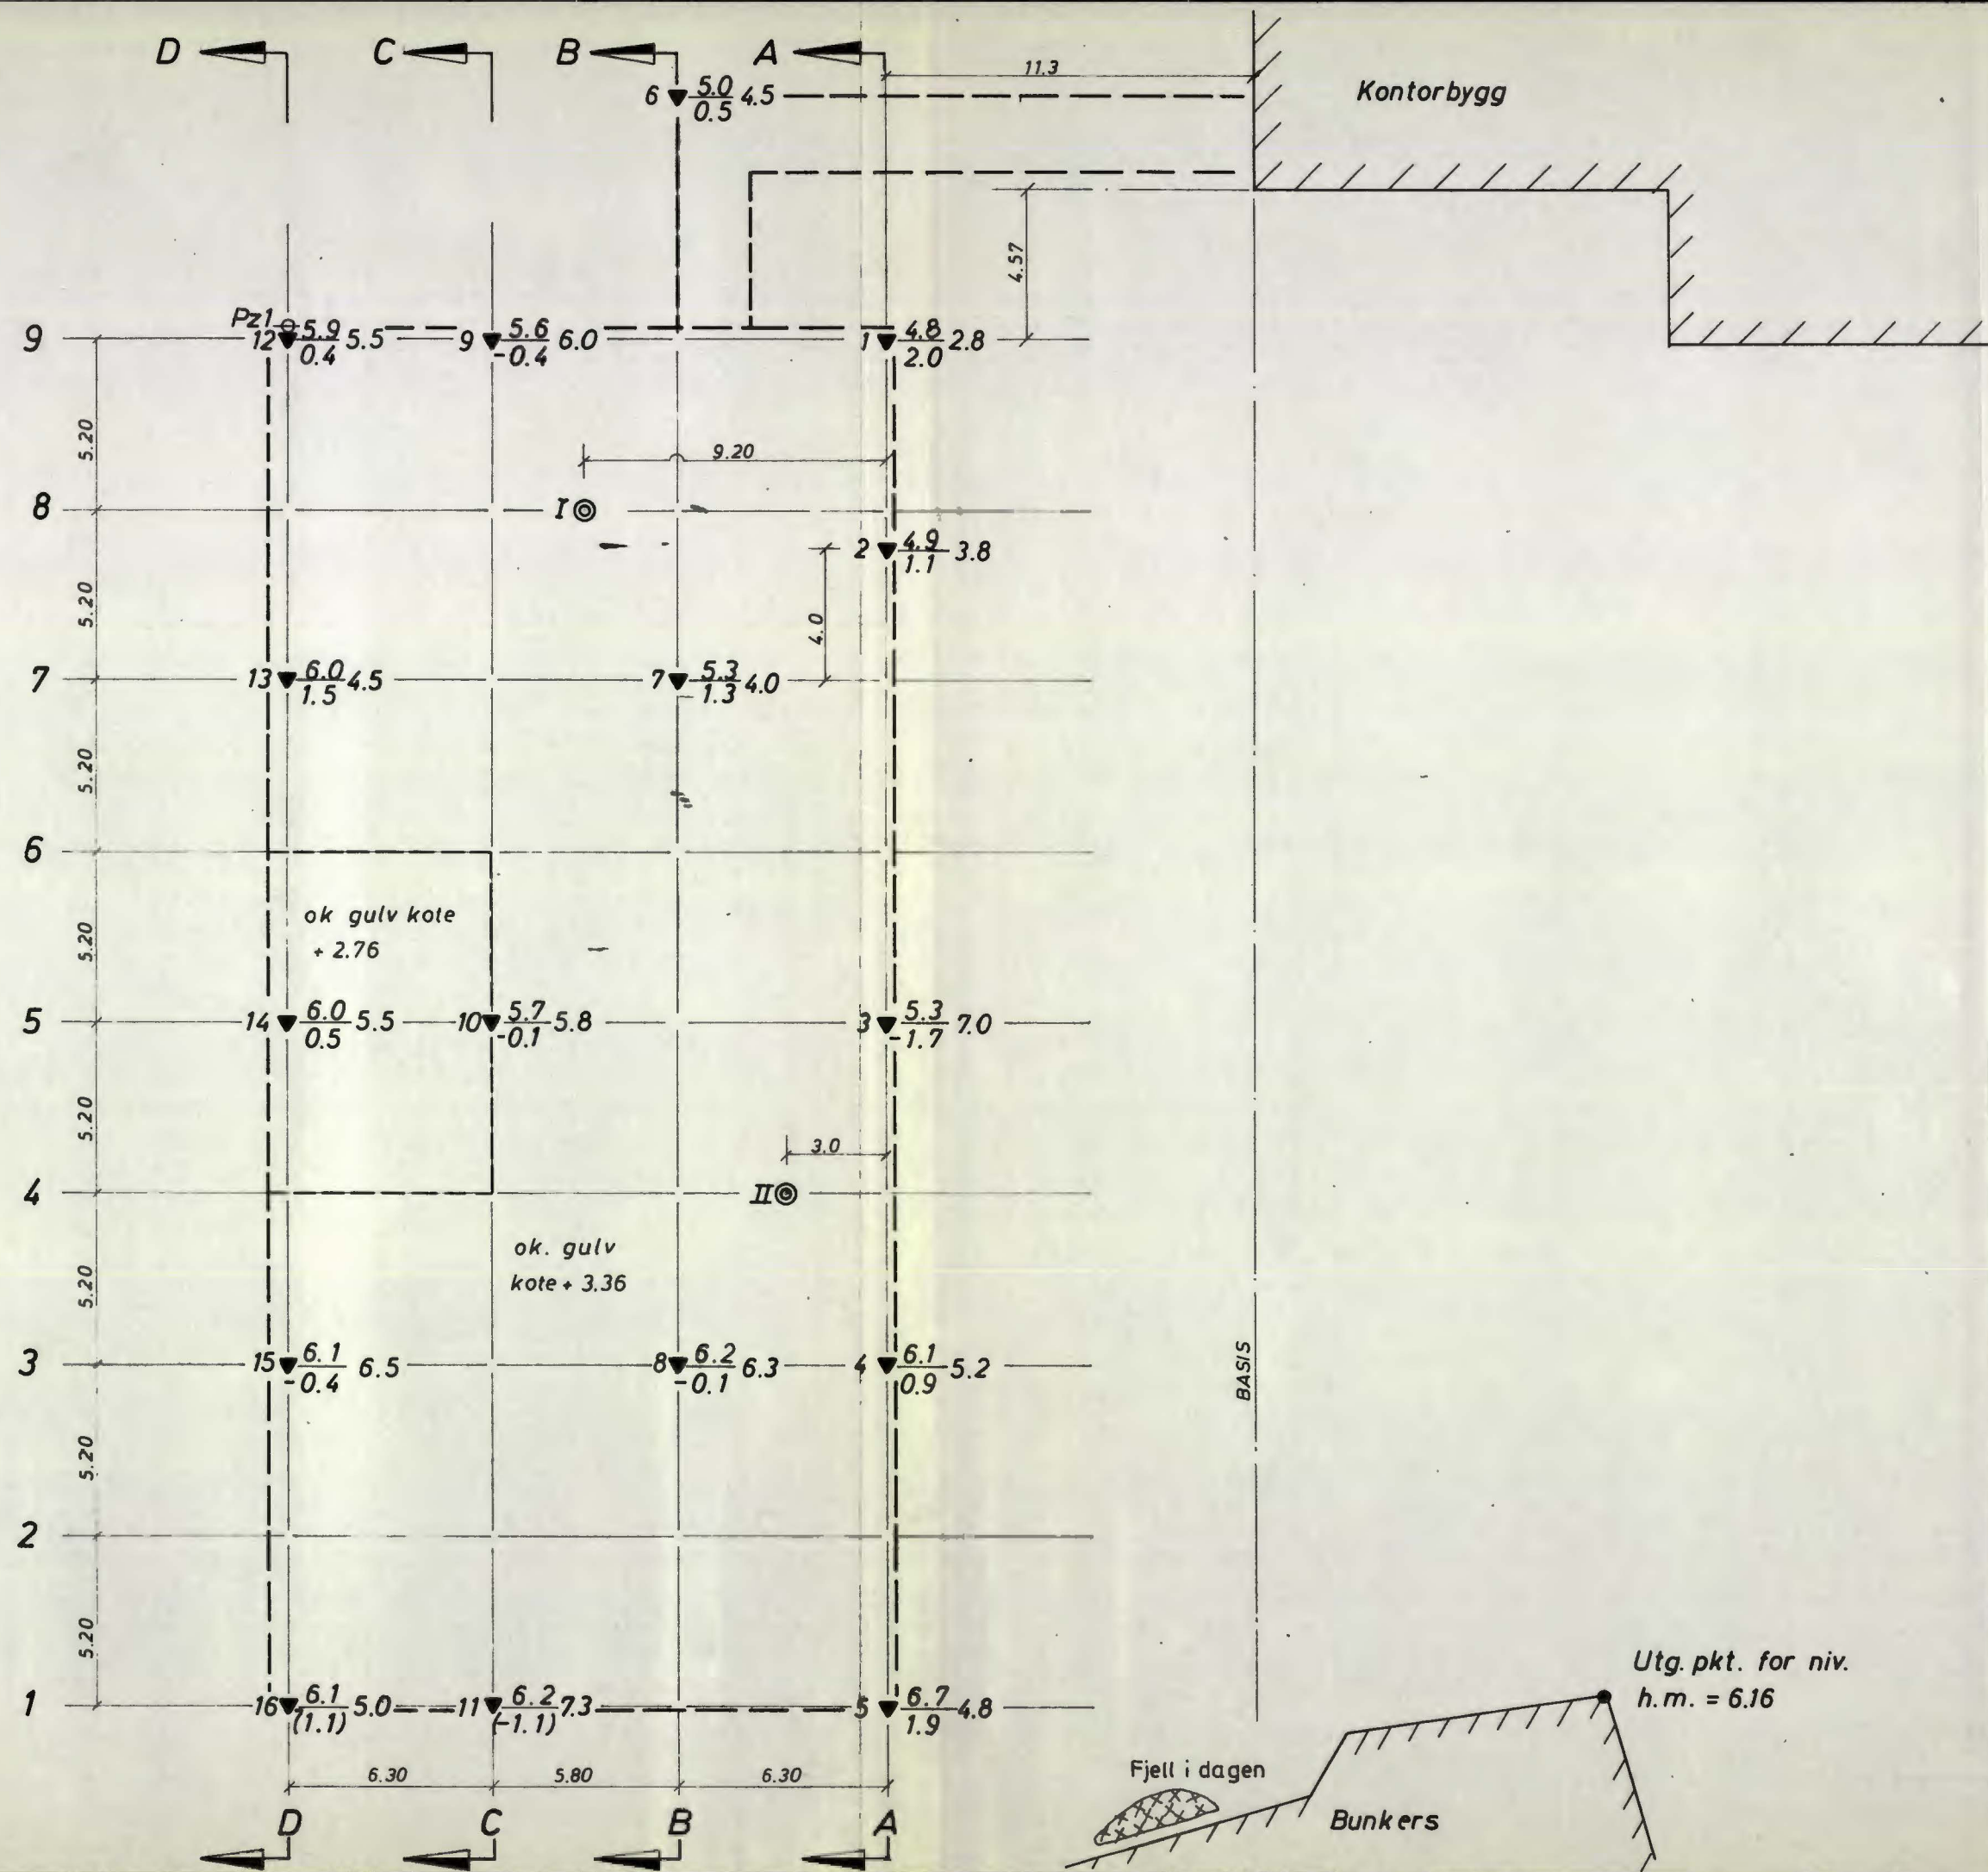 D C B A
11.3
Kontorbygg
6 5.0 4.5
0.5
4.57
Pz1
9 12 5.9 5.5 9 5.6 6.0 1 4.8 2.8
0.4 -0.4 2.0
5.20
9.20
8 I
2 4.9 3.8
1.1
5.20
4.0
7 13 6.0 4.5 7 5.3 4.0
1.5 1.3
5.20
6
ok gulv kote
+ 2.76
5.20
5 14 6.0 5.5 10 5.7 5.8 3 5.3 7.0
0.5 -0.1 -1.7
5.20
3.0
4 II
ok. gulv
kote + 3.36
5.20
BASIS
3 15 6.1 6.5 8 6.2 6.3 4 6.1 5.2
-0.4 -0.1 0.9
5.20
2
5.20
Utg. pkt. for niv.
h.m. = 6.16
1 16 6.1 5.0 11 6.2 7.3 5 6.7 4.8
(1.1) (-1.1) 1.9
6.30 5.80 6.30
Fjell i dagen
Bunkers
D C B A